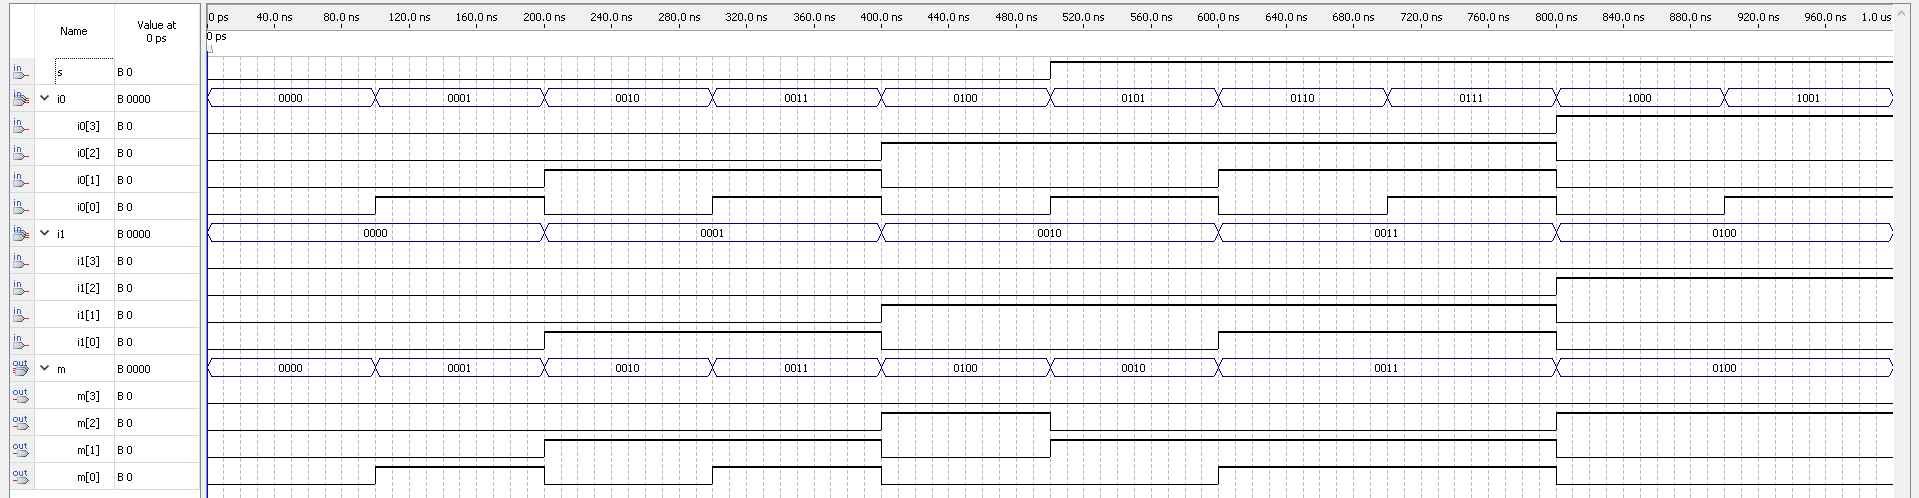 Name
Value at
0 ps
0 ps 40.0 ns 80.0 ns 120.0 ns 160.0 ns 200.0 ns 240.0 ns 280.0 ns 320.0 ns 360.0 ns 400.0 ns 440.0 ns 480.0 ns 520.0 ns 560.0 ns 600.0 ns 640.0 ns 680.0 ns 720.0 ns 760.0 ns 800.0 ns 840.0 ns 880.0 ns 920.0 ns 960.0 ns 1.0 us
0 ps
in s B 0
in i0 B 0000 0000 0001 0010 0011 0100 0101 0110 0111 1000 1001
in i0[3] B 0
in i0[2] B 0
in i0[1] B 0
in i0[0] B 0
in i1 B 0000 0000 0001 0010 0011 0100
in i1[3] B 0
in i1[2] B 0
in i1[1] B 0
in i1[0] B 0
out m B 0000 0000 0001 0010 0011 0100 0010 0011 0100
out m[3] B 0
out m[2] B 0
out m[1] B 0
out m[0] B 0